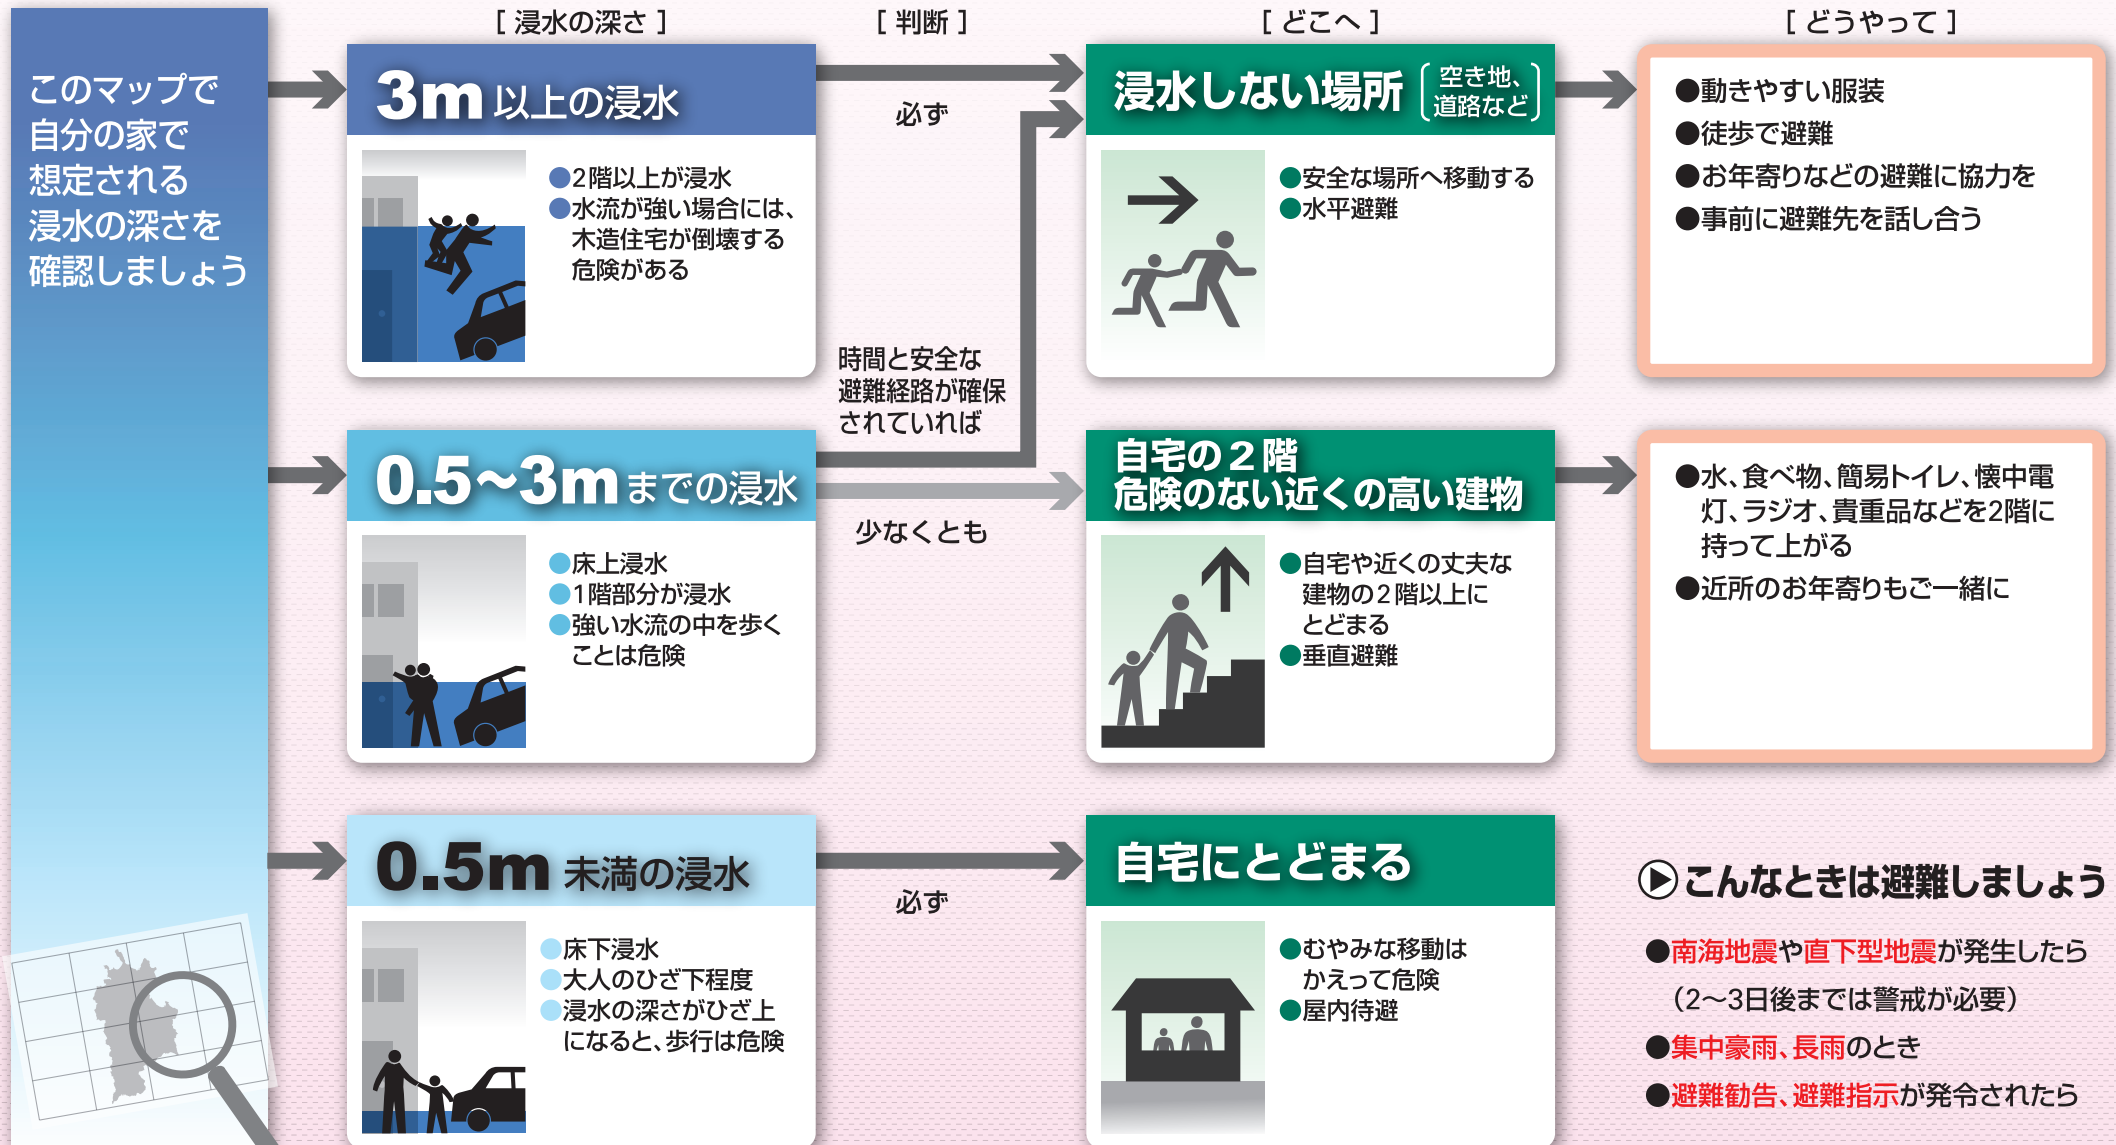 [ 浸水の深さ ]
[ 判断 ]
[ どこへ ]
[ どうやって ]
このマップで
自分の家で
想定される
浸水の深さを
確認しましょう
3m 以上の浸水
●2階以上が浸水
●水流が強い場合には、
木造住宅が倒壊する
危険がある
必ず
浸水しない場所
空き地、
道路など
●安全な場所へ移動する
●水平避難
●動きやすい服装
●徒歩で避難
●お年寄りなどの避難に協力を
●事前に避難先を話し合う
0.5〜3m までの浸水
●床上浸水
●1階部分が浸水
●強い水流の中を歩く
ことは危険
時間と安全な
避難経路が確保
されていれば
少なくとも
自宅の2階
危険のない近くの高い建物
●自宅や近くの丈夫な
建物の2階以上に
とどまる
●垂直避難
●水、食べ物、簡易トイレ、懐中電
灯、ラジオ、貴重品などを2階に
持って上がる
●近所のお年寄りもご一緒に
0.5m 未満の浸水
●床下浸水
●大人のひざ下程度
●浸水の深さがひざ上
になると、歩行は危険
必ず
自宅にとどまる
●むやみな移動は
かえって危険
●屋内待避
こんなときは避難しましょう
●南海地震や直下型地震が発生したら
(2〜3日後までは警戒が必要)
●集中豪雨、長雨のとき
●避難勧告、避難指示が発令されたら